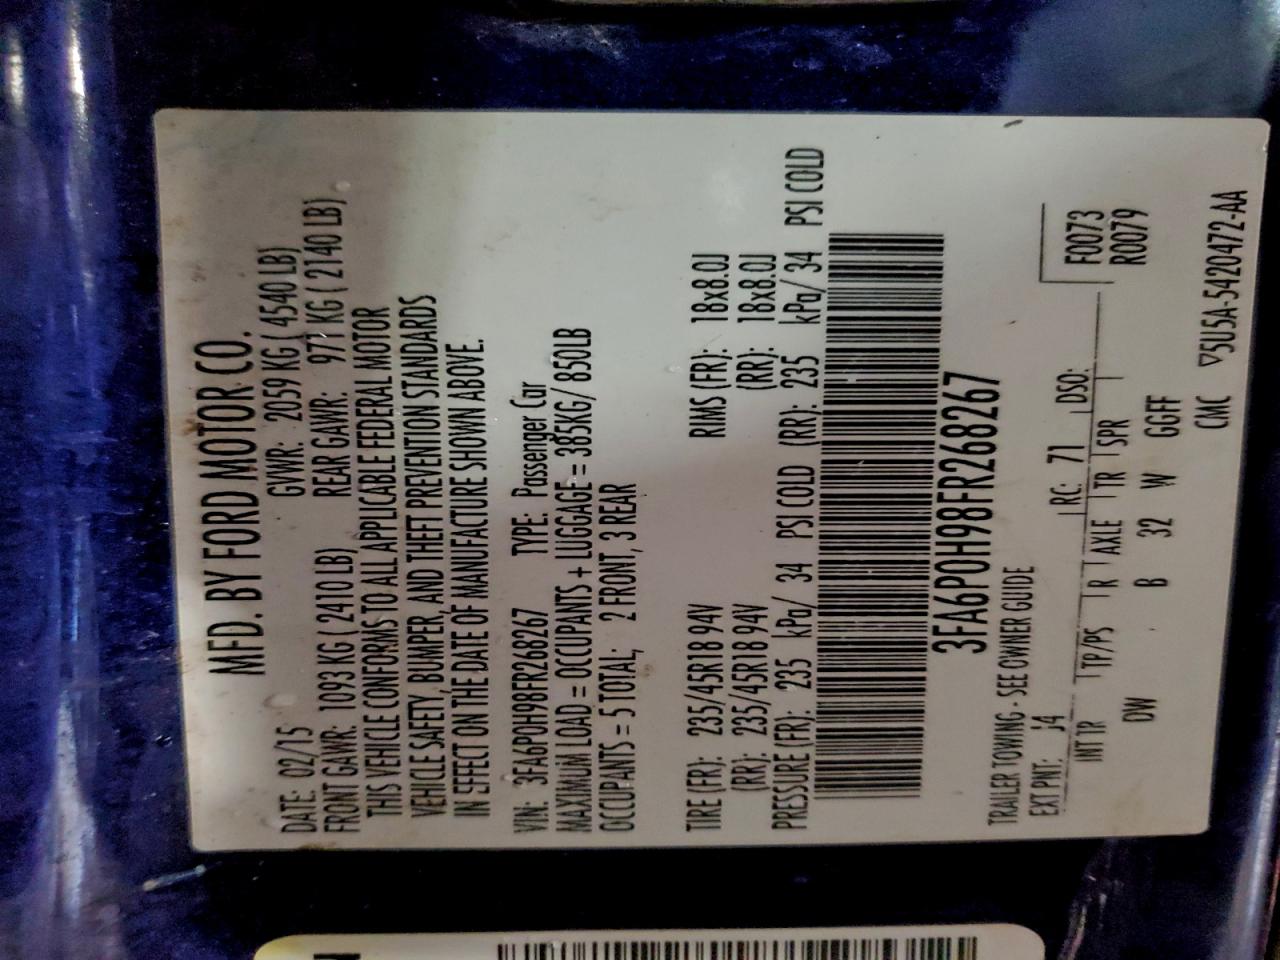 MFD. BY FORD MOTOR CO.
DATE: 02/15 GVWR: 2059 KG ( 4540 LB)
FRONT GAWR: 1093 KG ( 2410 LB) REAR GAWR: 971 KG ( 2140 LB)
THIS VEHICLE CONFORMS TO ALL APPLICABLE FEDERAL MOTOR
VEHICLE SAFETY, BUMPER, AND THEFT PREVENTION STANDARDS
IN EFFECT ON THE DATE OF MANUFACTURE SHOWN ABOVE.
VIN: 3FA6P0H98FR268267 TYPE: Passenger Car
MAXIMUM LOAD = OCCUPANTS + LUGGAGE = 385KG/ 850LB
OCCUPANTS = 5 TOTAL; 2 FRONT, 3 REAR
TIRE (FR): 235/45R18 94V RIMS (FR): 18x8.0J
(RR): 235/45R18 94V (RR): 18x8.0J
PRESSURE (FR): 235 kPa/ 34 PSI COLD (RR): 235 kPa/ 34 PSI COLD
3FA6P0H98FR268267
TRAILER TOWING - SEE OWNER GUIDE
F0073
EXT PNT: J4 RC: 71 DSO: R0079
INT TR TP/PS R AXLE TR SPR
DW B 32 W GGFF
CMC ▽5U5A-5420472-AA